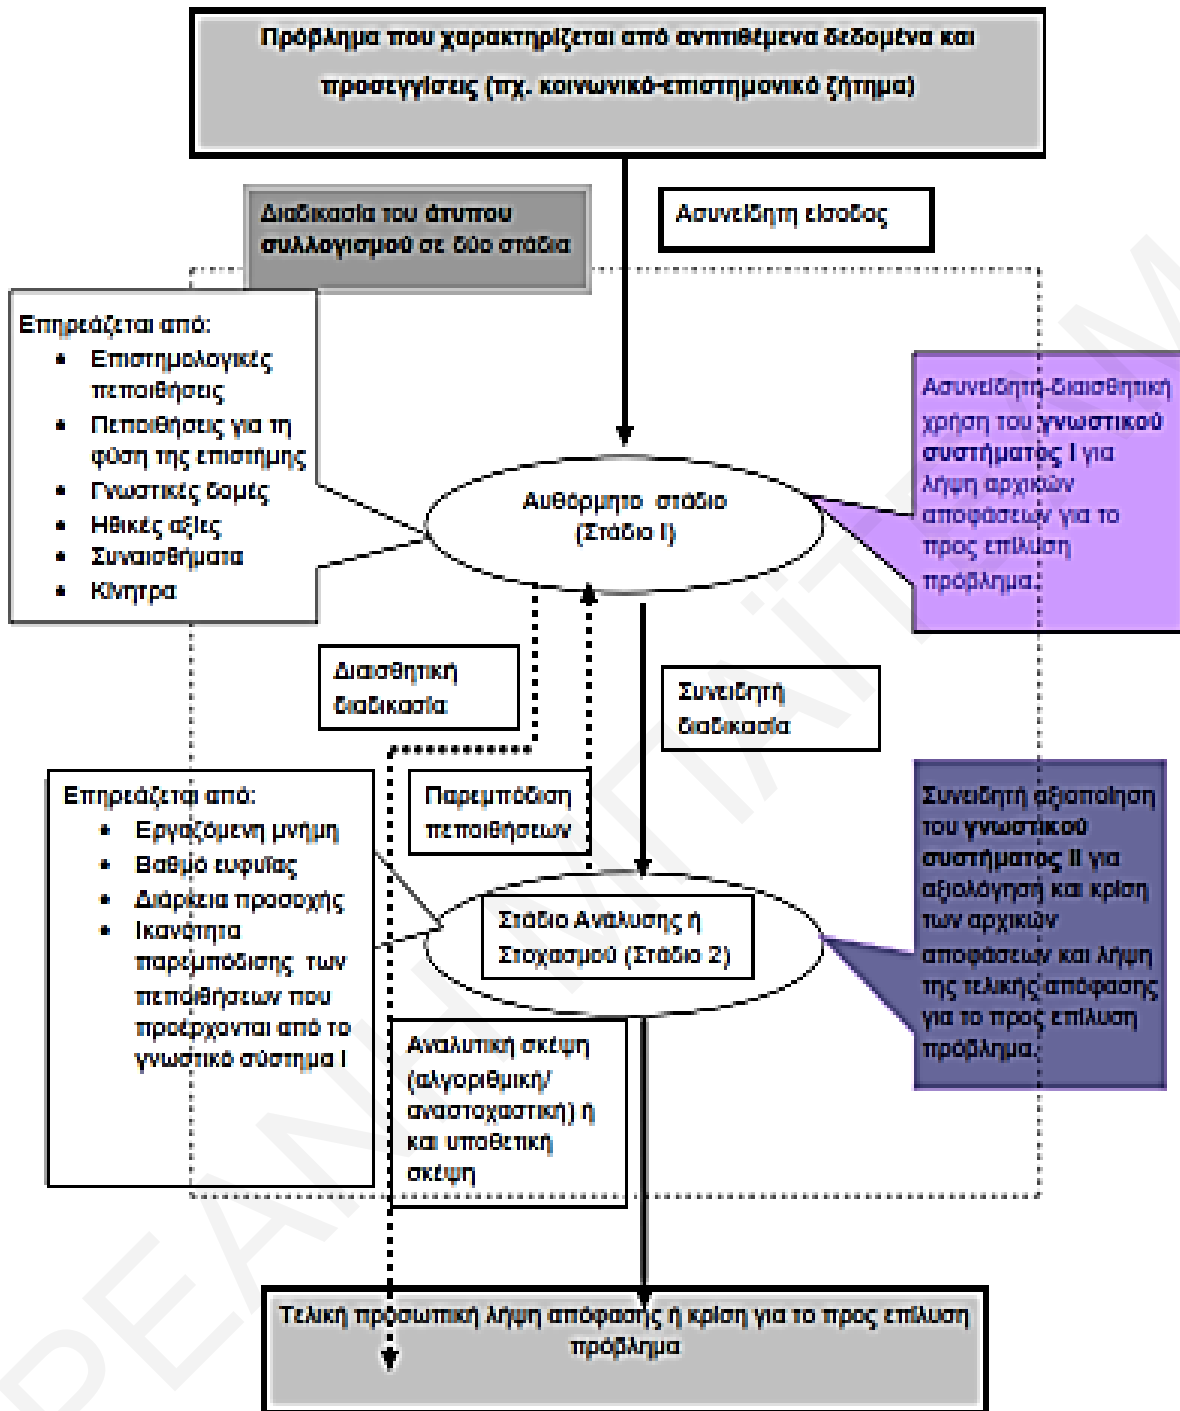 Πρόβλημα που χαρακτηρίζεται από αντιτιθέμενα δεδομένα και
προσεγγίσεις (πχ. κοινωνικό-επιστημονικό ζήτημα)
Διαδικασία του άτυπου
συλλογισμού σε δύο στάδια
Ασυνείδητη είσοδος
Επηρεάζεται από:
• Επιστημολογικές
πεποιθήσεις
• Πεποιθήσεις για τη
φύση της επιστήμης
• Γνωστικές δομές
• Ηθικές αξίες
• Συναισθήματα
• Κίνητρα
Ασυνείδητη-διαισθητική
χρήση του γνωστικού
συστήματος Ι για
λήψη αρχικών
αποφάσεων για το
προς επίλυση
πρόβλημα.
Αυθόρμητο στάδιο
(Στάδιο Ι)
Διαισθητική
διαδικασία
Συνειδητή
διαδικασία
Παρεμπόδιση
πεποιθήσεων
Επηρεάζεται από:
• Εργαζόμενη μνήμη
• Βαθμό ευφυΐας
• Διάρκεια προσοχής
• Ικανότητα
παρεμπόδισης των
πεποιθήσεων που
προέρχονται από το
γνωστικό σύστημα Ι
Συνειδητή αξιοποίηση
του γνωστικού
συστήματος ΙΙ για
αξιολόγηση και κρίση
των αρχικών
αποφάσεων και λήψη
της τελικής απόφασης
για το προς επίλυση
πρόβλημα.
Στάδιο Ανάλυσης ή
Στοχασμού (Στάδιο 2)
Αναλυτική σκέψη
(αλγοριθμική/
αναστοχαστική) ή
και υποθετική
σκέψη
Τελική προσωπική λήψη απόφασης ή κρίση για το προς επίλυση
πρόβλημα